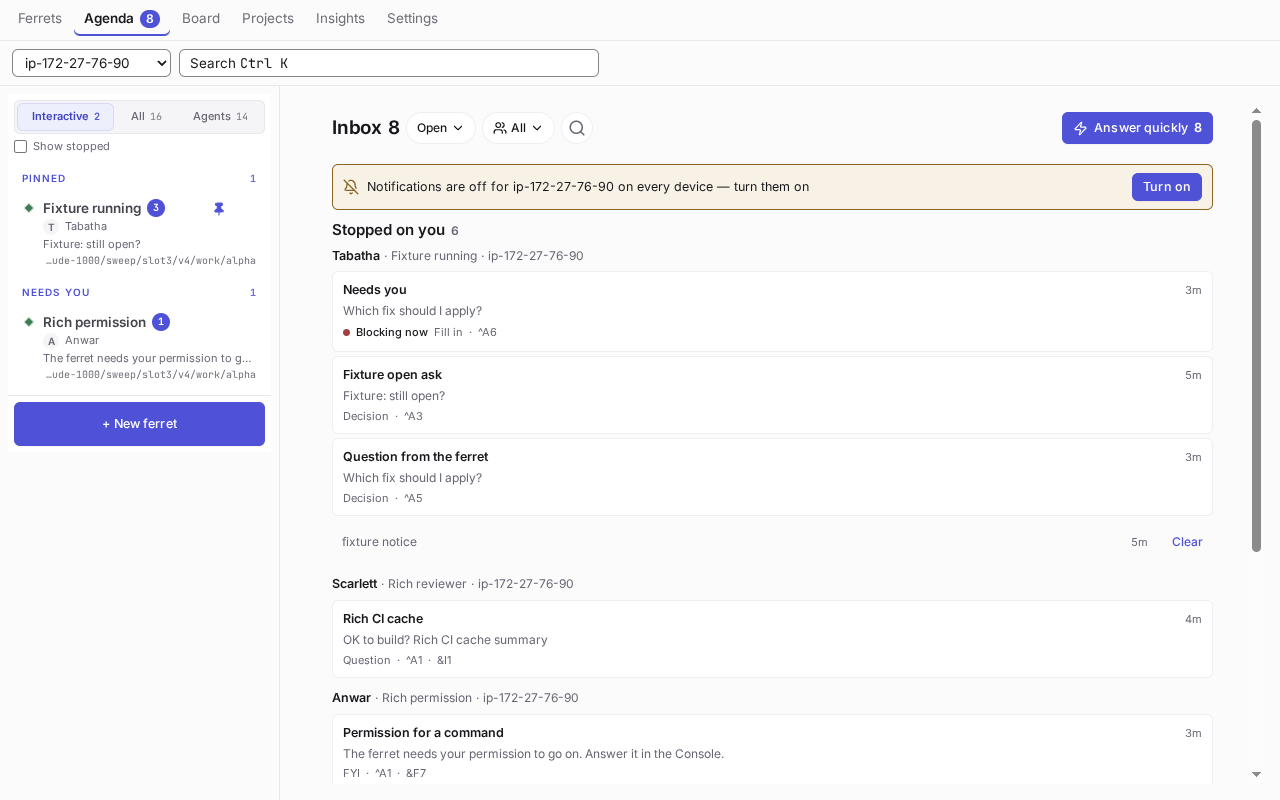 Ferrets Agenda 8 Board Projects Insights Settings
ip-172-27-76-90 Search Ctrl K
Interactive 2 All 16 Agents 14
Show stopped
PINNED 1
Fixture running 3
T Tabatha
Fixture: still open?
…ude-1000/sweep/slot3/v4/work/alpha
NEEDS YOU 1
Rich permission 1
A Anwar
The ferret needs your permission to g…
…ude-1000/sweep/slot3/v4/work/alpha
+ New ferret
Inbox 8 Open All Answer quickly 8
Notifications are off for ip-172-27-76-90 on every device — turn them on Turn on
Stopped on you 6
Tabatha · Fixture running · ip-172-27-76-90
Needs you 3m
Which fix should I apply?
Blocking now Fill in · ^A6
Fixture open ask 5m
Fixture: still open?
Decision · ^A3
Question from the ferret 3m
Which fix should I apply?
Decision · ^A5
fixture notice 5m Clear
Scarlett · Rich reviewer · ip-172-27-76-90
Rich CI cache 4m
OK to build? Rich CI cache summary
Question · ^A1 · &I1
Anwar · Rich permission · ip-172-27-76-90
Permission for a command 3m
The ferret needs your permission to go on. Answer it in the Console.
FYI · ^A1 · &F7